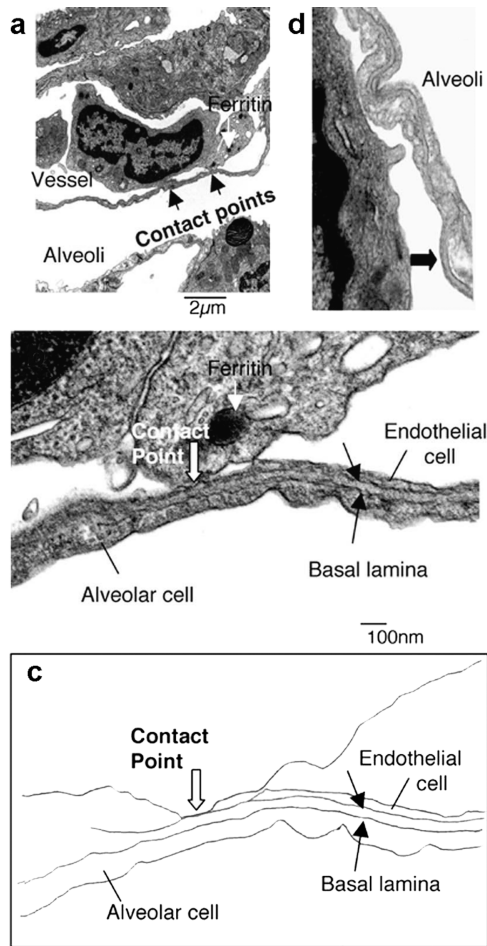 a
Ferritin
Vessel
Contact points
Alveoli
2µm
d
Alveoli
Ferritin
Contact
Point
Endothelial
cell
Basal lamina
Alveolar cell
100nm
c
Contact
Point
Endothelial
cell
Basal lamina
Alveolar cell